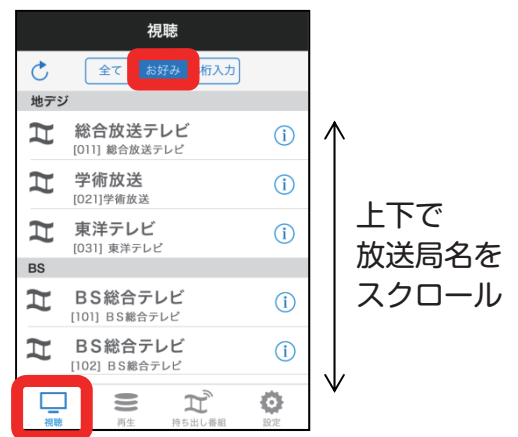 視聴
全て お好み 桁入力
地デジ
総合放送テレビ
[011] 総合放送テレビ
学術放送
[021]学術放送
東洋テレビ
[031] 東洋テレビ
BS
BS総合テレビ
[101] BS総合テレビ
BS総合テレビ
[102] BS総合テレビ
視聴 再生 持ち出し番組 設定
上下で
放送局名を
スクロール